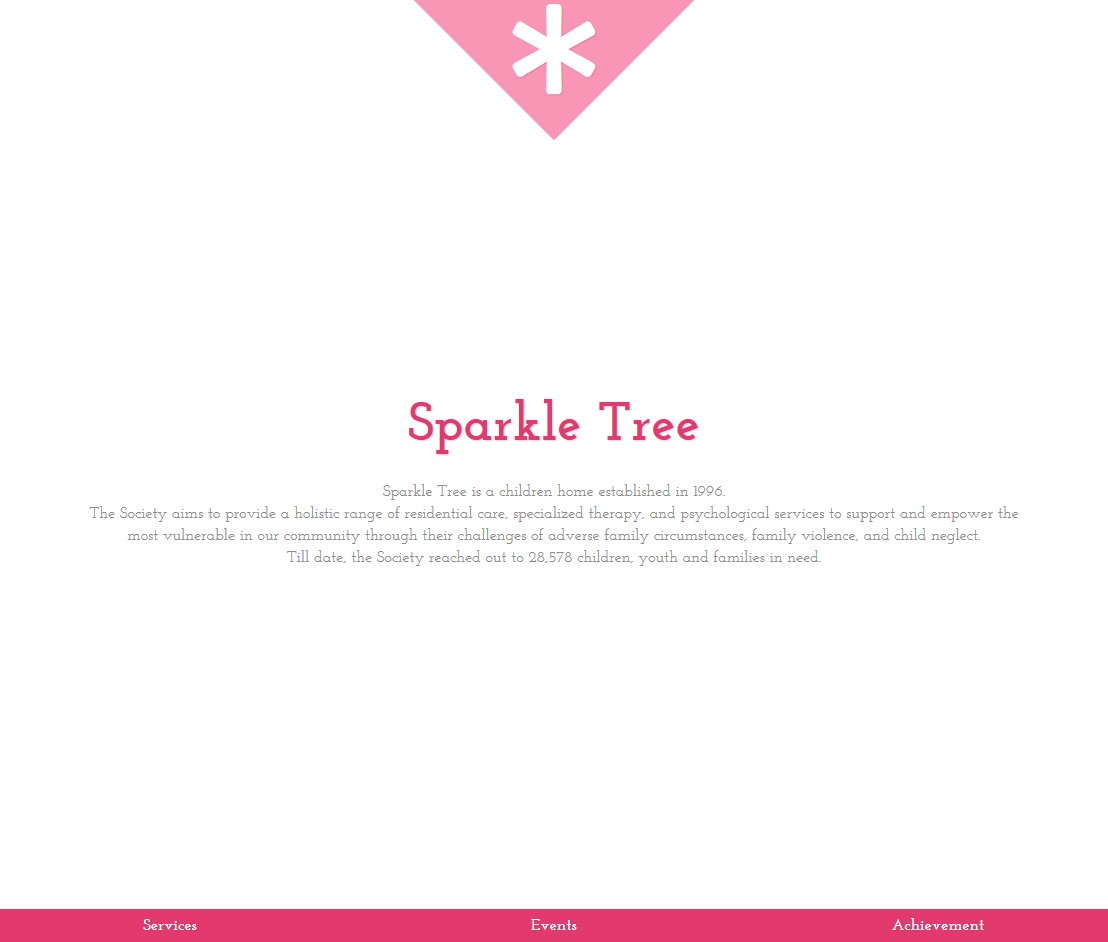 Sparkle Tree
Sparkle Tree is a children home established in 1996.
The Society aims to provide a holistic range of residential care, specialized therapy, and psychological services to support and empower the
most vulnerable in our community through their challenges of adverse family circumstances, family violence, and child neglect.
Till date, the Society reached out to 28,578 children, youth and families in need.
Services
Events
Achievement